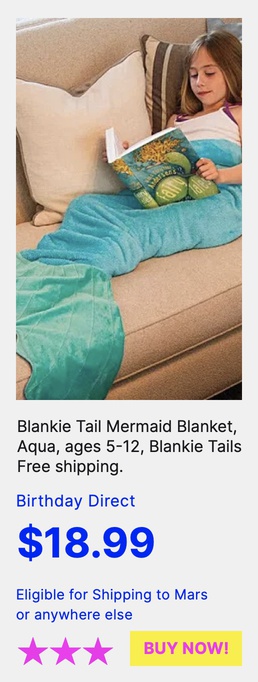 Blankie Tail Mermaid Blanket,
Aqua, ages 5-12, Blankie Tails
Free shipping.
Birthday Direct
$18.99
Eligible for Shipping to Mars
or anywhere else
BUY NOW!